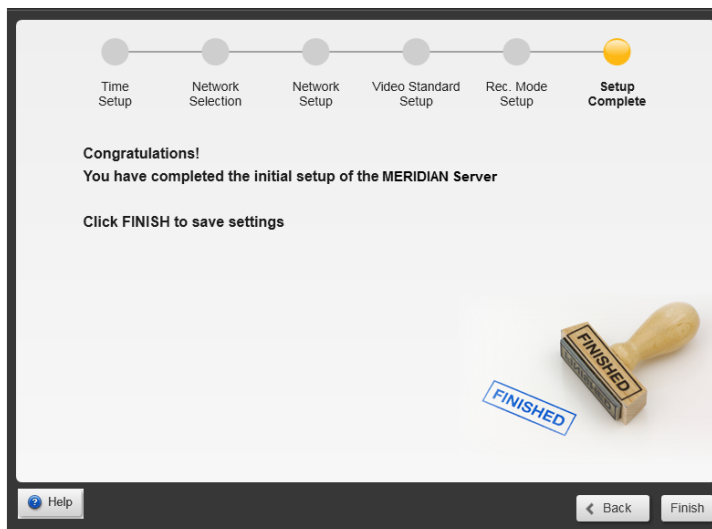 Time Setup
Network Selection
Network Setup
Video Standard Setup
Rec. Mode Setup
Setup Complete
Congratulations!
You have completed the initial setup of the MERIDIAN Server
Click FINISH to save settings
FINISHED
FINISHED
FINISHED
Help
Back
Finish